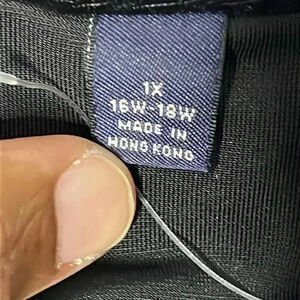 1X
16W-18W
MADE IN
HONG KONG